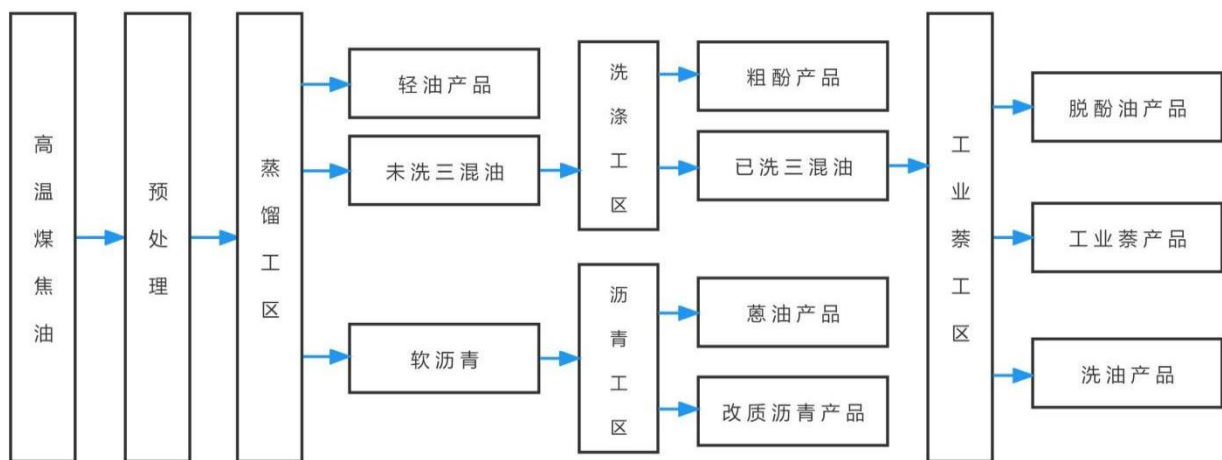 高温煤焦油
预处理
蒸馏工区
轻油产品
未洗三混油
软沥青
洗涤工区
粗酚产品
已洗三混油
沥青工区
蒽油产品
改质沥青产品
工业萘工区
脱酚油产品
工业萘产品
洗油产品